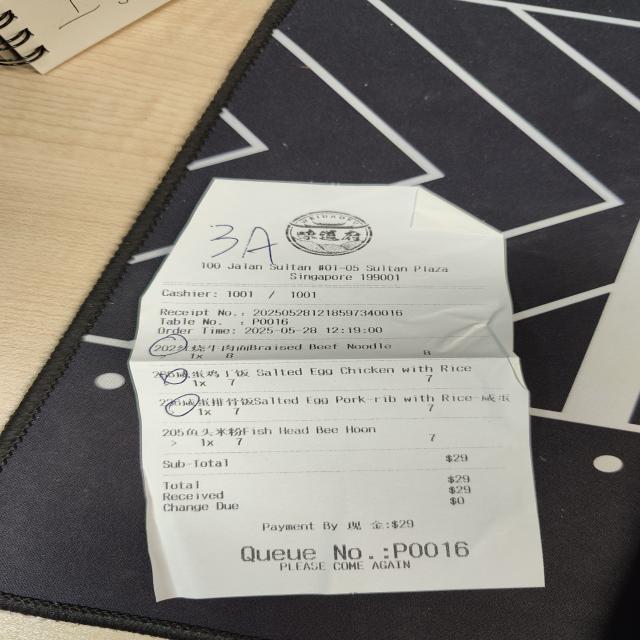 3A
味道府
100 Jalan Sultan #01-05 Sultan Plaza
Singapore 199001
Cashier: 1001 / 1001
Receipt No.: 202505281218597340016
Table No. : P0016
Order Time: 2025-05-28 12:19:00
202红烧牛肉面Braised Beef Noodle
1x 8 8
咸蛋鸡丁饭 Salted Egg Chicken with Rice
1x 7 7
咸蛋排骨饭Salted Egg Pork-rib with Rice-咸蛋
1x 7 7
205鱼头米粉Fish Head Bee Hoon
> 1x 7 7
Sub-Total $29
Total $29
Received $29
Change Due $0
Payment By 现 金:$29
Queue No.:P0016
PLEASE COME AGAIN